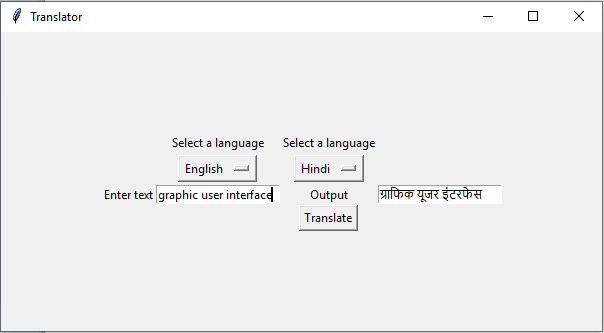 Translator
Select a language Select a language
English Hindi
Enter text graphic user interface Output ग्राफिक यूजर इंटरफेस
Translate